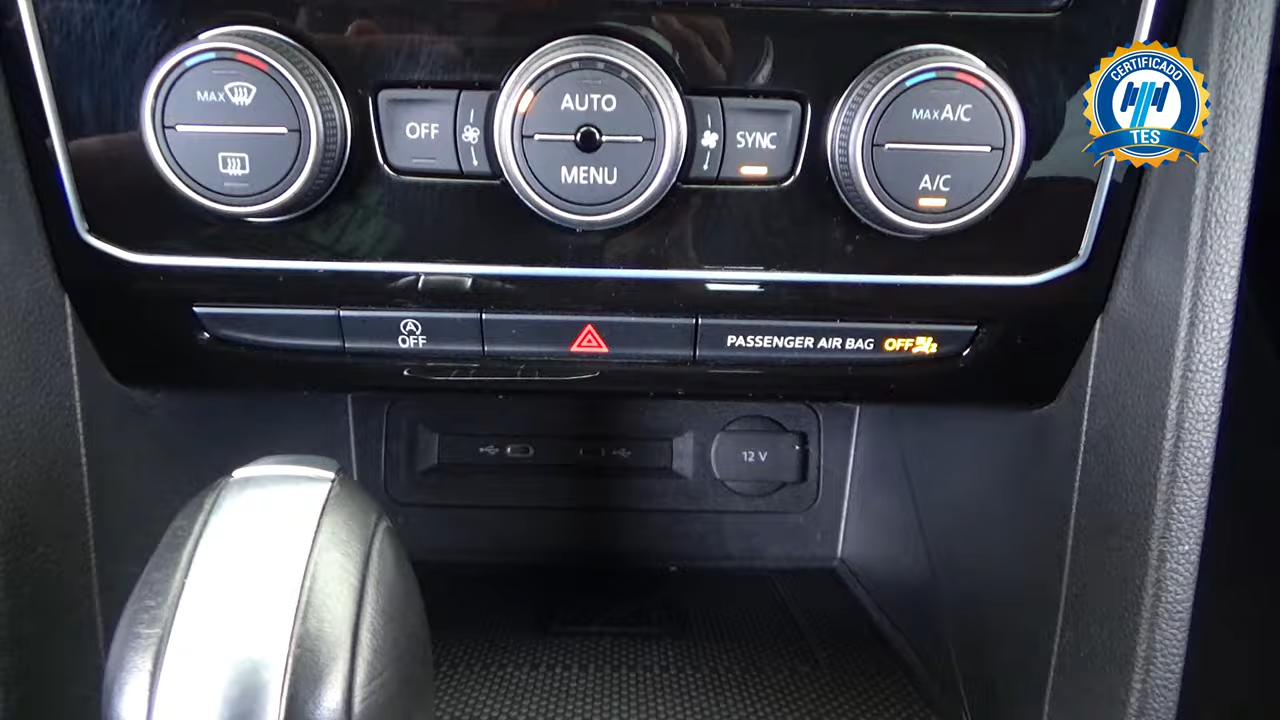 MAX
OFF
AUTO
MENU
SYNC
MAX A/C
A/C
CERTIFICADO
TES
A
OFF
PASSENGER AIR BAG OFF
12 V